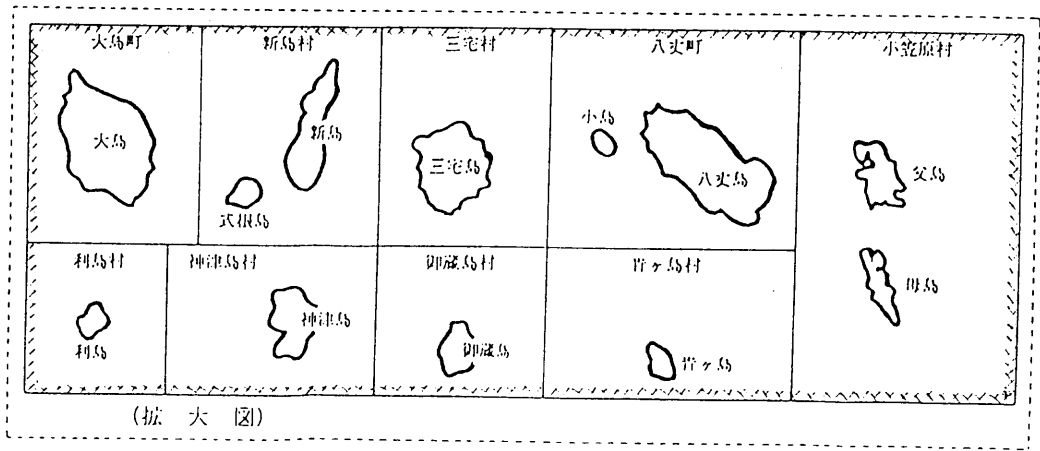 大島町
大島
新島村
新島
式根島
三宅村
三宅島
八丈町
小島
八丈島
小笠原村
父島
母島
利島村
利島
神津島村
神津島
御蔵島村
御蔵島
青ヶ島村
青ヶ島
(拡大図)